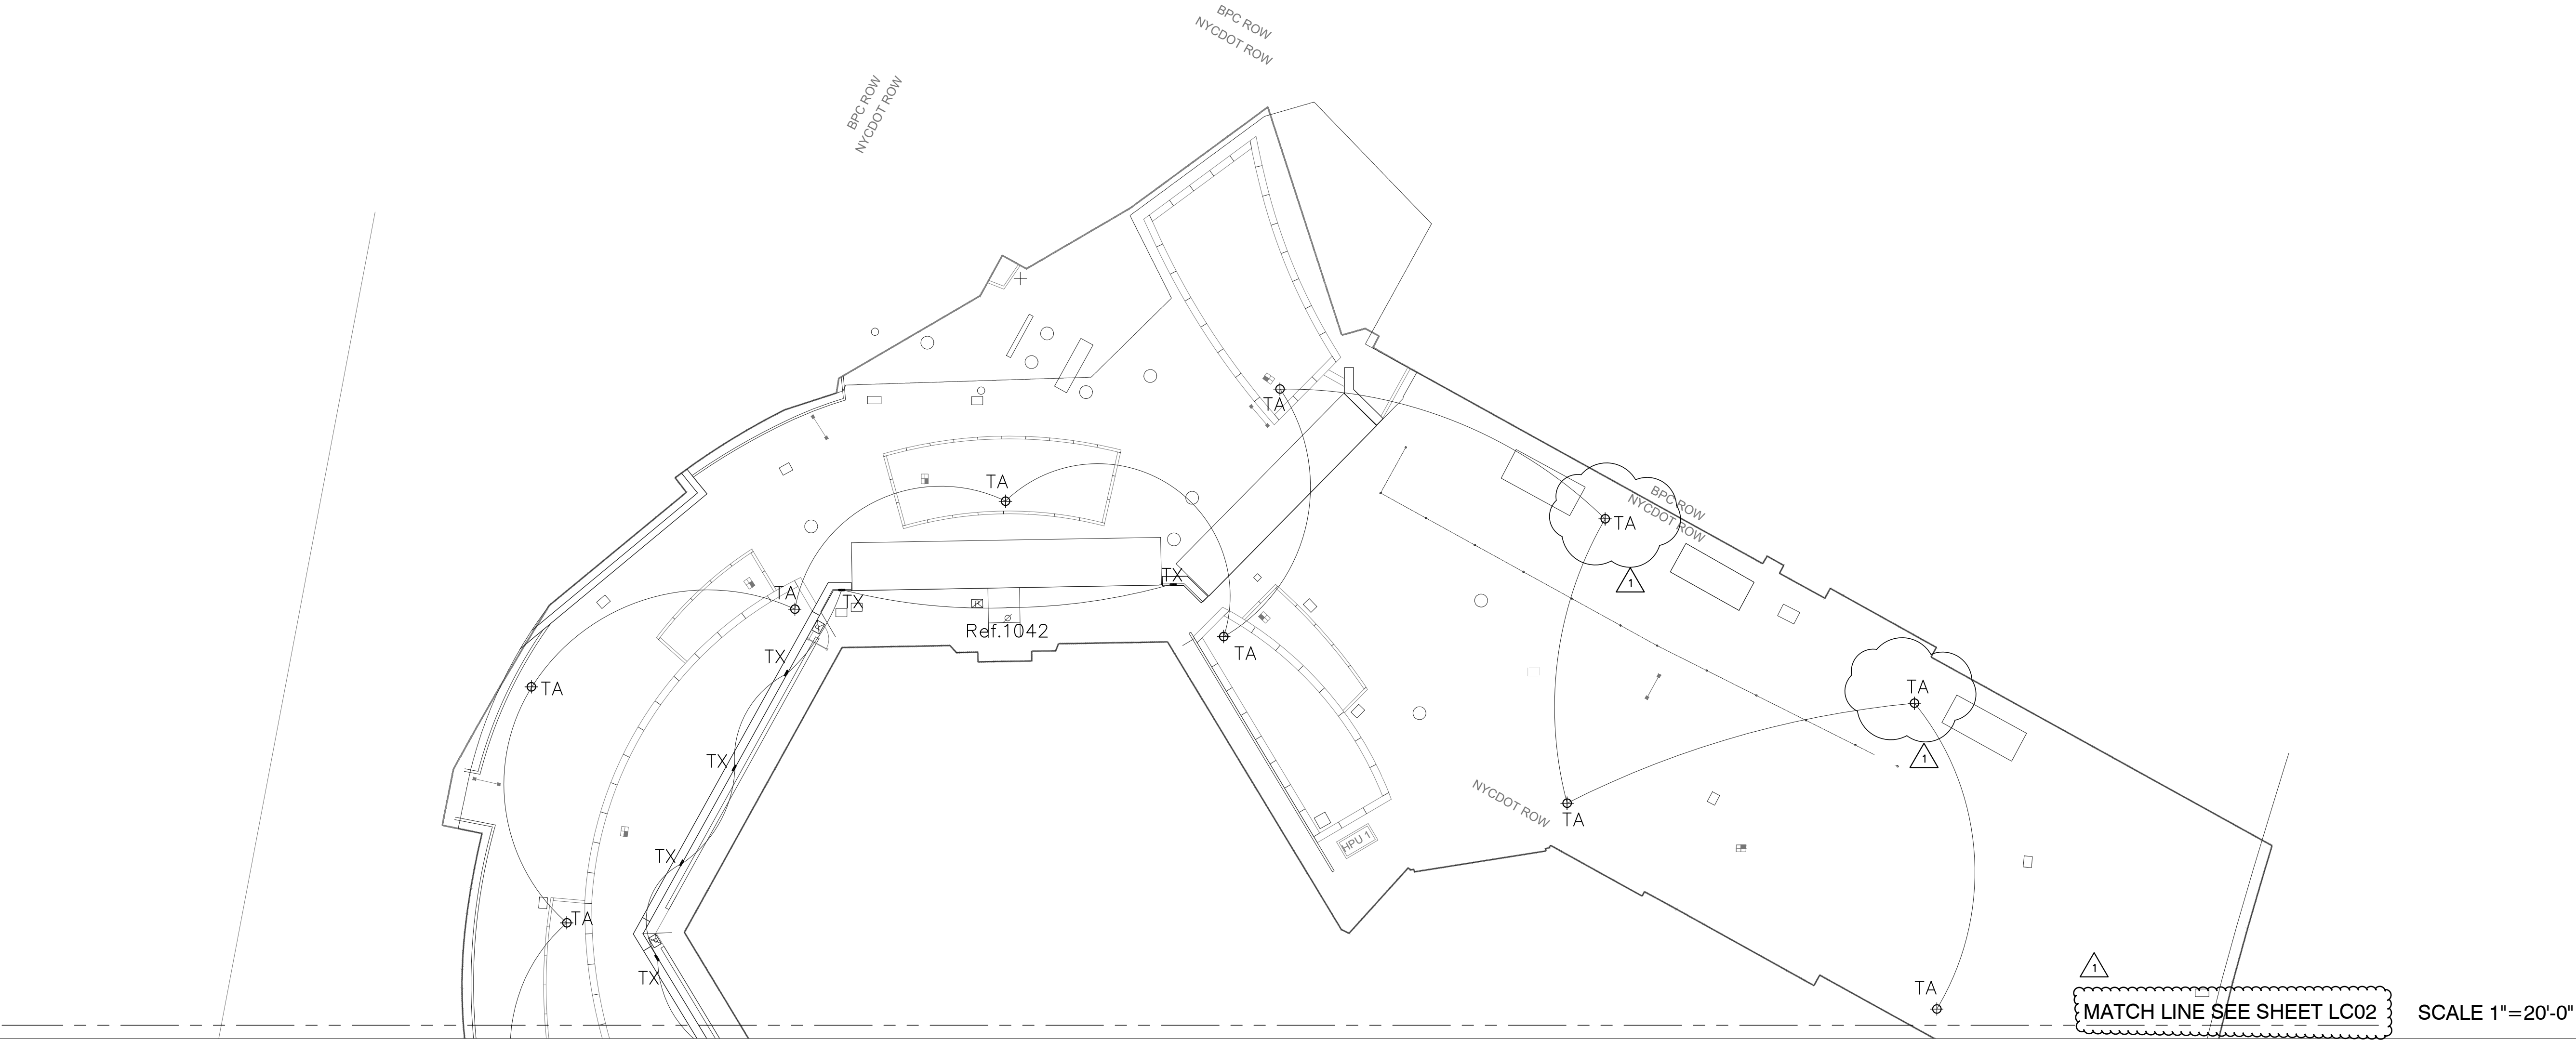 BPC ROW
NYCDOT ROW
BPC ROW
NYCDOT ROW
TA
TA
BPC ROW
NYCDOT ROW
TA
1
TX
TX
TA
Ref.1042
TA
TX
TA
TA
1
TX
NYCDOT ROW
TA
HPU 1
TX
TA
TX
TA
1
MATCH LINE SEE SHEET LC02
SCALE 1"=20'-0"